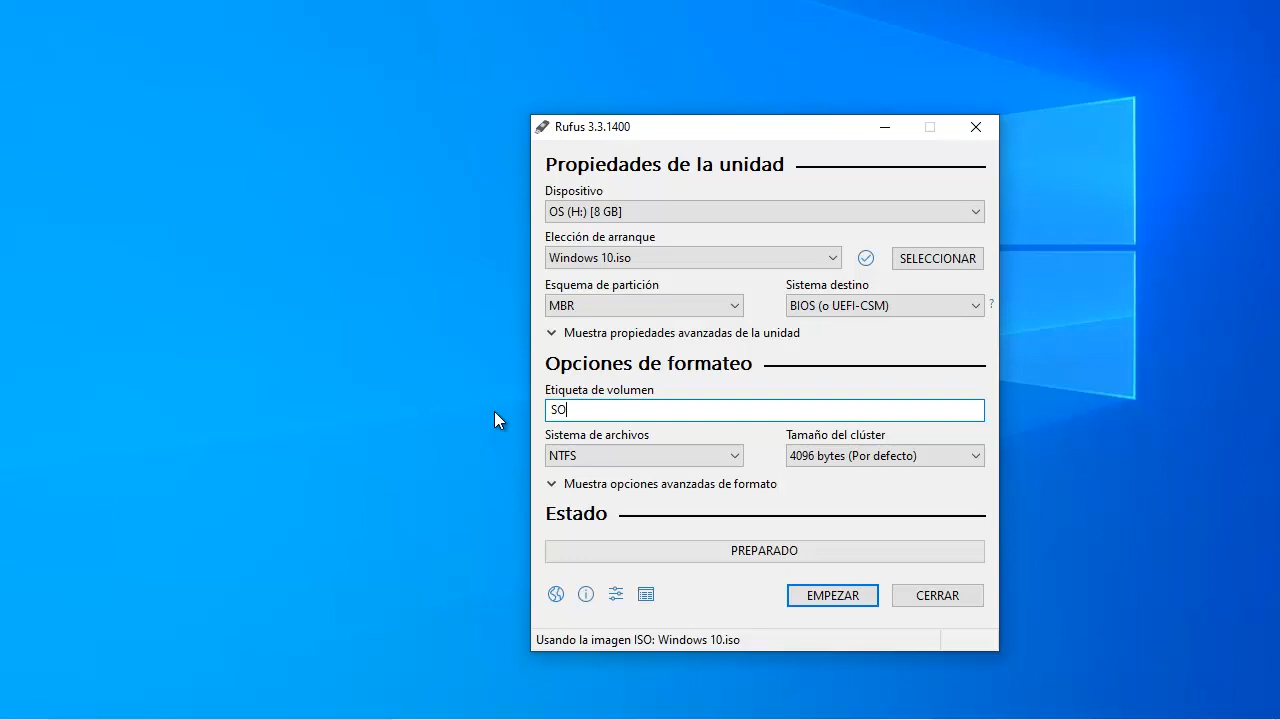 Rufus 3.3.1400
Propiedades de la unidad
Dispositivo
OS (H:) [8 GB]
Elección de arranque
Windows 10.iso
SELECCIONAR
Esquema de partición
Sistema destino
MBR
BIOS (o UEFI-CSM)
?
Muestra propiedades avanzadas de la unidad
Opciones de formateo
Etiqueta de volumen
SO
Sistema de archivos
Tamaño del clúster
NTFS
4096 bytes (Por defecto)
Muestra opciones avanzadas de formato
Estado
PREPARADO
EMPEZAR
CERRAR
Usando la imagen ISO: Windows 10.iso